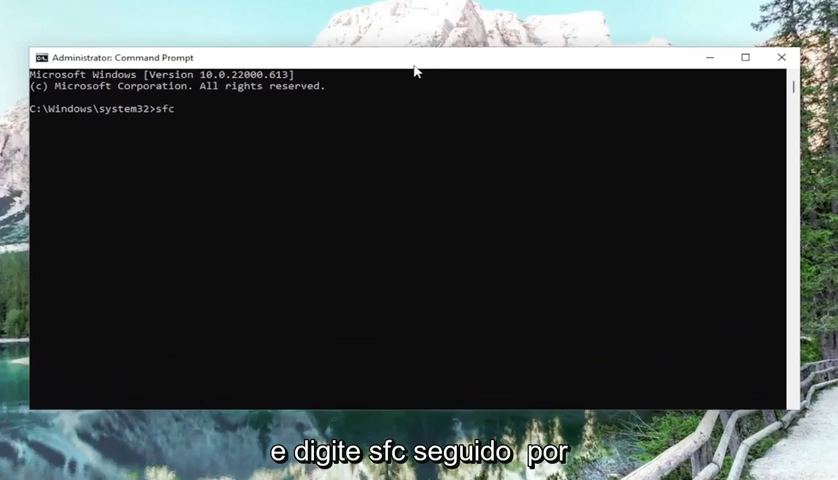 Administrator: Command Prompt
Microsoft Windows [Version 10.0.22000.613]
(c) Microsoft Corporation. All rights reserved.
C:\Windows\system32>sfc
e digite sfc seguido por